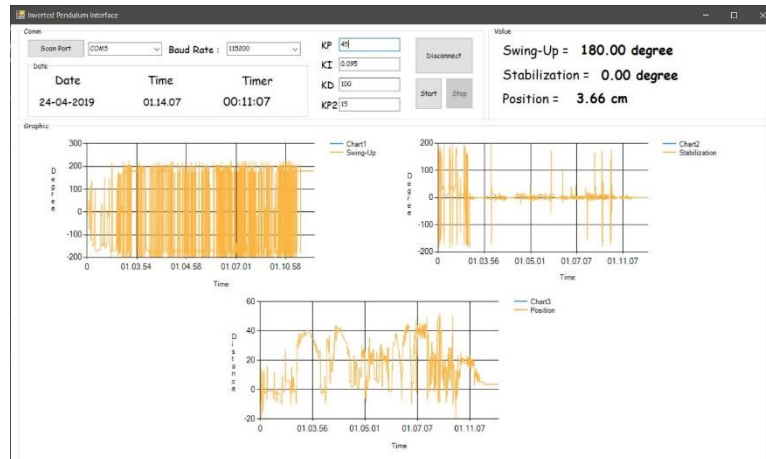 Inverted Pendulum Interface
Comm
Scan Port COM5 Baud Rate : 115200
Date
Date Time Timer
24-04-2019 01.14.07 00:11:07
KP 45
KI 0.095
KD 100
KP2 15
Disconnect
Start Stop
Value
Swing-Up = 180.00 degree
Stabilization = 0.00 degree
Position = 3.66 cm
Graphic
Degree
300
200
100
0
-100
-200
0 01.03.54 01.04.58 01.07.01 01.10.58
Time
Chart1
Swing-Up
Degree
200
100
0
-100
-200
0 01.03.56 01.05.01 01.07.07 01.11.07
Time
Chart2
Stabilization
Distance
60
40
20
0
-20
0 01.03.56 01.05.01 01.07.07 01.11.07
Time
Chart3
Position